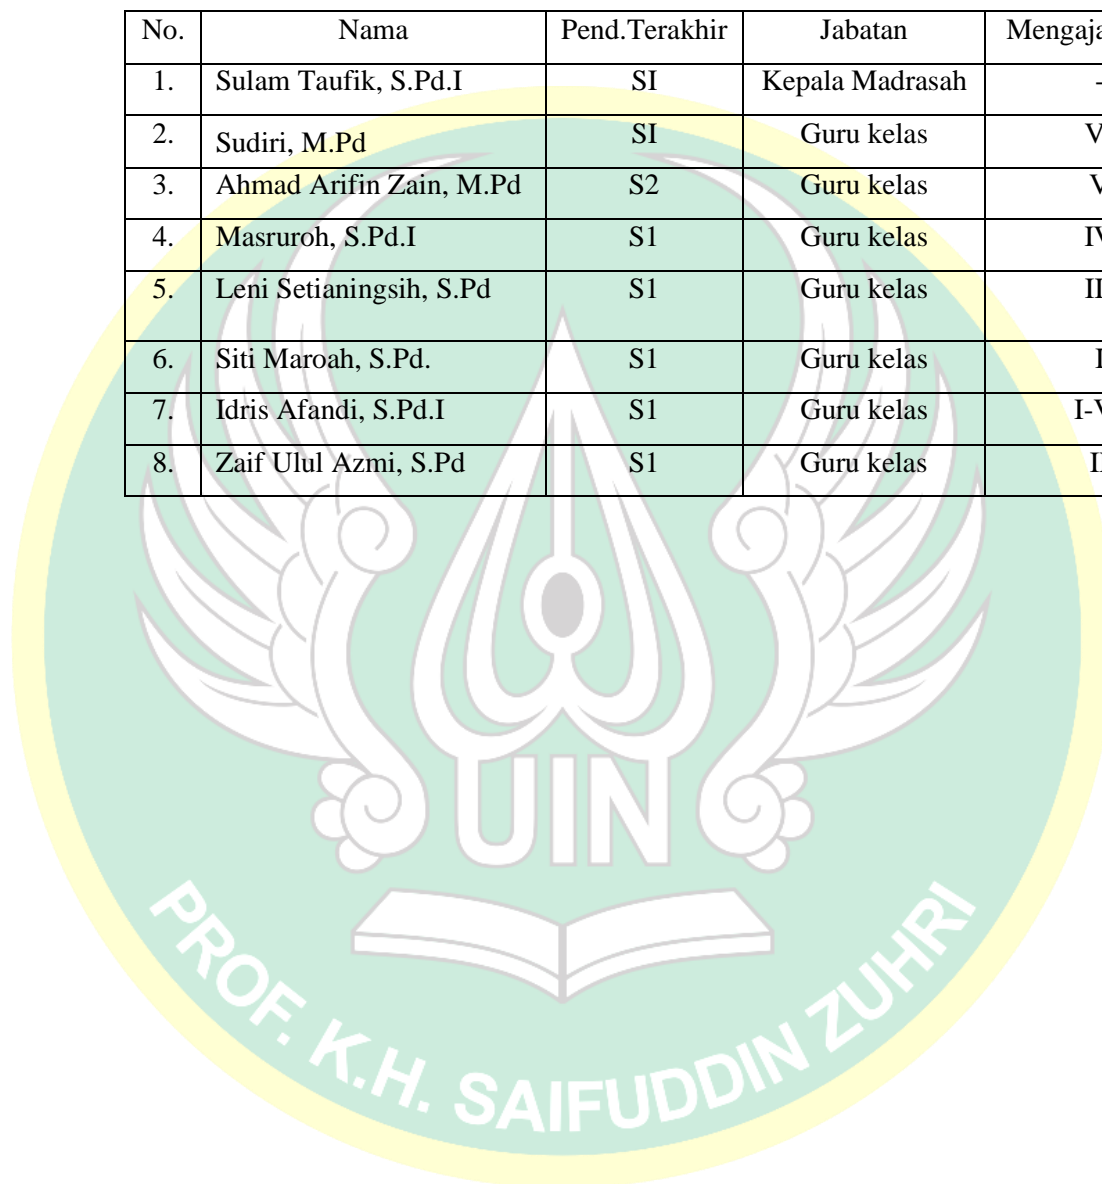 No. Nama Pend.Terakhir Jabatan
1. Sulam Taufik, S.Pd.I SI Kepala Madrasah -
2. Sudiri, M.Pd SI Guru kelas
3. Ahmad Arifin Zain, M.Pd S2 Guru kelas
4. Masruroh, S.Pd.I S1 Guru kelas
5. Leni Setianingsih, S.Pd S1 Guru kelas
6. Siti Maroah, S.Pd. S1 Guru kelas
7. Idris Afandi, S.Pd.I S1 Guru kelas
8. Zaif Ulul Azmi, S.Pd S1 Guru kelas
UIN
PROF. K.H. SAIFUDDIN ZUHRI